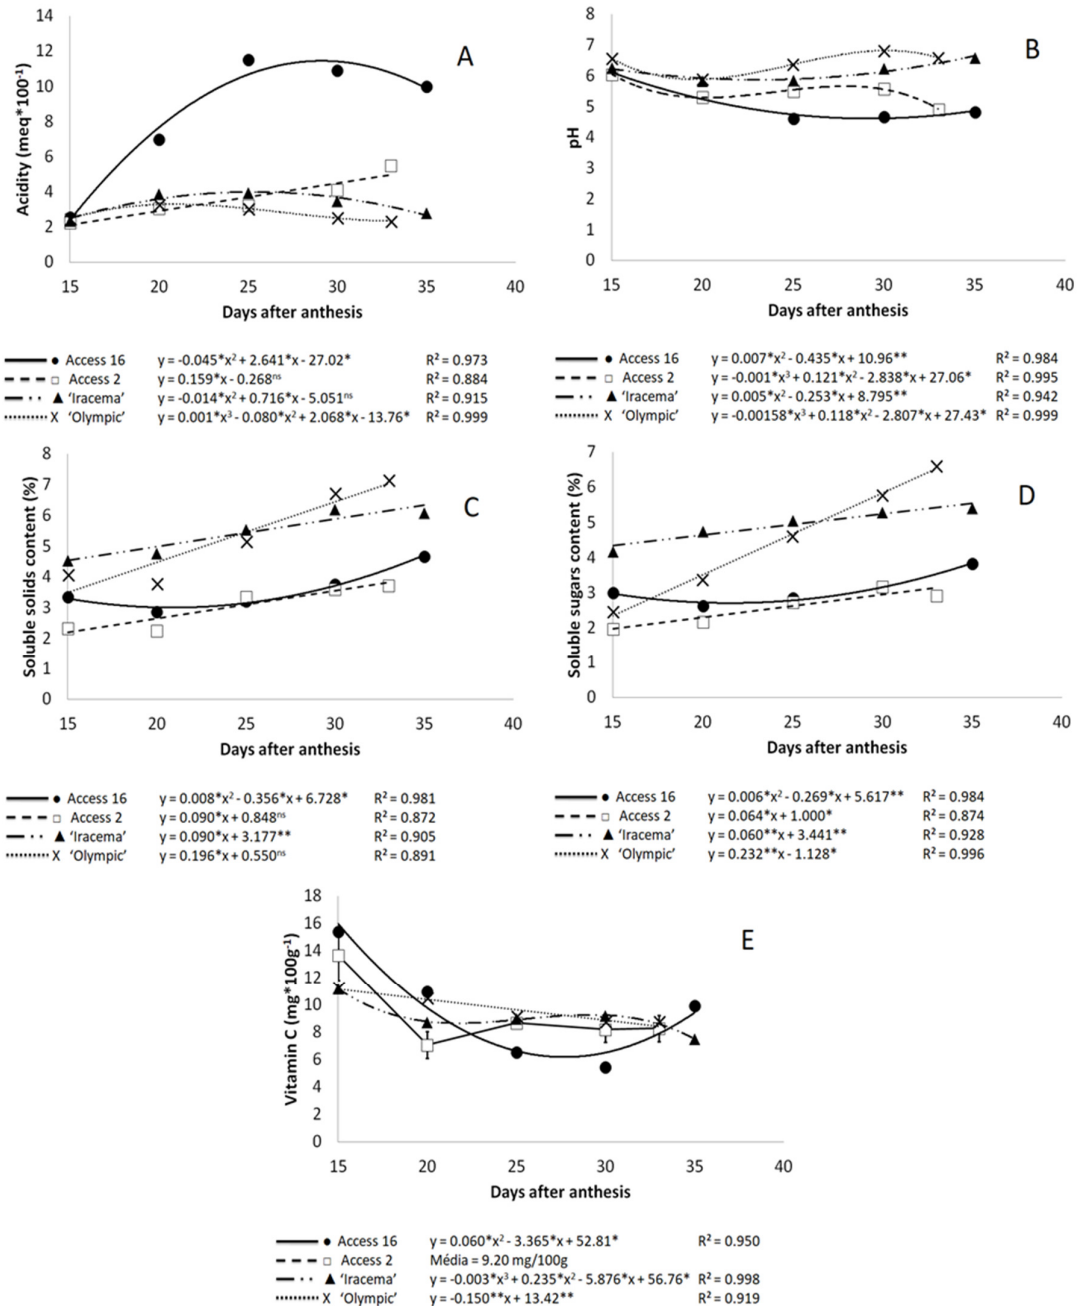 A
Acidity (meq*100⁻¹)
14
12
10
8
6
4
2
0
15 20 25 30 35 40
Days after anthesis
Access 16 y = -0.045*x² + 2.641*x - 27.02* R² = 0.973
Access 2 y = 0.159*x - 0.268ⁿˢ R² = 0.884
'Iracema' y = -0.014*x² + 0.716*x - 5.051ⁿˢ R² = 0.915
X 'Olympic' y = 0.001*x³ - 0.080*x² + 2.068*x - 13.76* R² = 0.999
B
pH
8
7
6
5
4
3
2
1
0
15 20 25 30 35 40
Days after anthesis
Access 16 y = 0.007*x² - 0.435*x + 10.96** R² = 0.984
Access 2 y = -0.001*x³ + 0.121*x² - 2.838*x + 27.06* R² = 0.995
'Iracema' y = 0.005*x² - 0.253*x + 8.795** R² = 0.942
X 'Olympic' y = -0.00158*x³ + 0.118*x² - 2.807*x + 27.43* R² = 0.999
C
Soluble solids content (%)
8
7
6
5
4
3
2
1
0
15 20 25 30 35 40
Days after anthesis
Access 16 y = 0.008*x² - 0.356*x + 6.728* R² = 0.981
Access 2 y = 0.090*x + 0.848ⁿˢ R² = 0.872
'Iracema' y = 0.090*x + 3.177** R² = 0.905
X 'Olympic' y = 0.196*x + 0.550ⁿˢ R² = 0.891
D
Soluble sugars content (%)
7
6
5
4
3
2
1
0
15 20 25 30 35 40
Days after anthesis
Access 16 y = 0.006*x² - 0.269*x + 5.617** R² = 0.984
Access 2 y = 0.064*x + 1.000* R² = 0.874
'Iracema' y = 0.060**x + 3.441** R² = 0.928
X 'Olympic' y = 0.232**x - 1.128* R² = 0.996
E
Vitamin C (mg*100g⁻¹)
18
16
14
12
10
8
6
4
2
0
15 20 25 30 35 40
Days after anthesis
Access 16 y = 0.060*x² - 3.365*x + 52.81* R² = 0.950
Access 2 Média = 9.20 mg/100g
'Iracema' y = -0.003*x³ + 0.235*x² - 5.876*x + 56.76* R² = 0.998
X 'Olympic' y = -0.150**x + 13.42** R² = 0.919